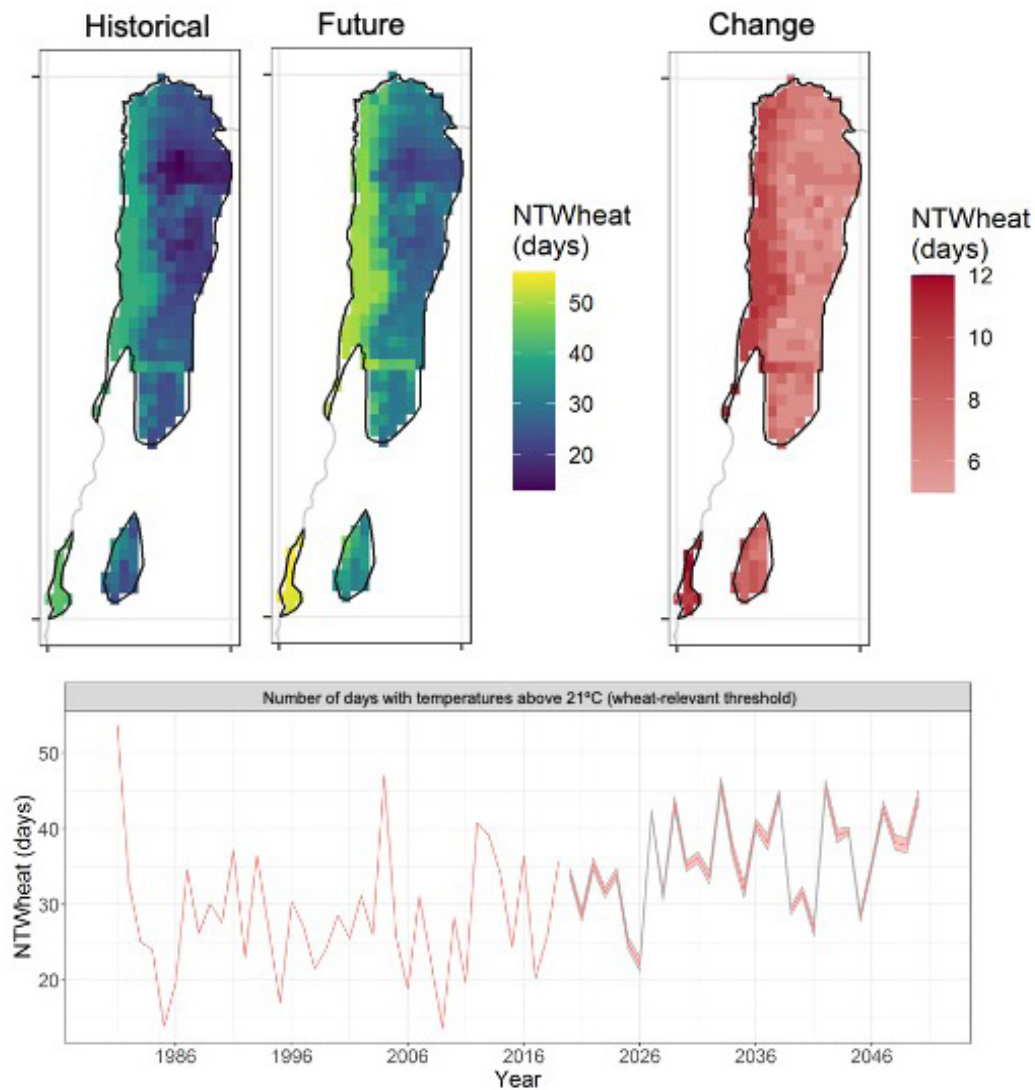 Historical
Future
Change
NTWheat
(days)
50
40
30
20
NTWheat
(days)
12
10
8
6
Number of days with temperatures above 21ºC (wheat-relevant threshold)
NTWheat (days)
50
40
30
20
1986
1996
2006
2016
2026
2036
2046
Year